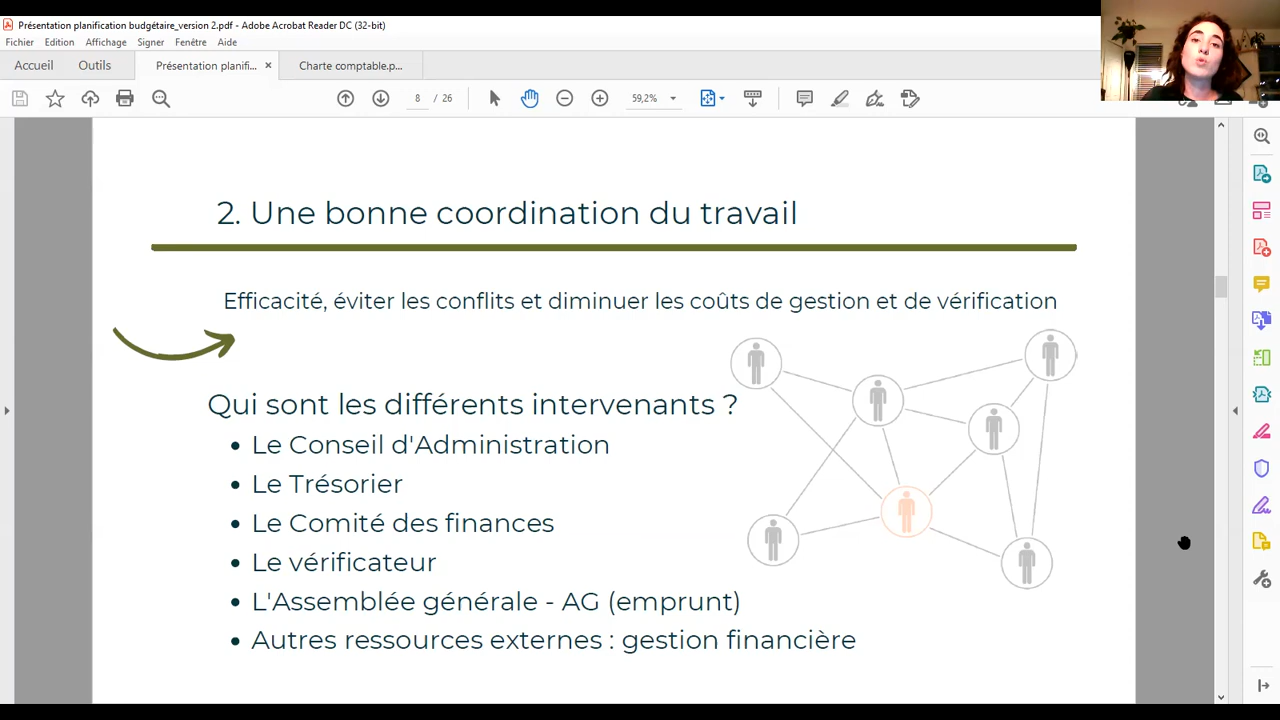 Présentation planification budgétaire_version 2.pdf - Adobe Acrobat Reader DC (32-bit)
Fichier Edition Affichage Signer Fenêtre Aide
Accueil Outils Présentation planifi... × Charte comptable.p...
8 / 26 59,2%
2. Une bonne coordination du travail
Efficacité, éviter les conflits et diminuer les coûts de gestion et de vérification
Qui sont les différents intervenants ?
• Le Conseil d'Administration
• Le Trésorier
• Le Comité des finances
• Le vérificateur
• L'Assemblée générale - AG (emprunt)
• Autres ressources externes : gestion financière